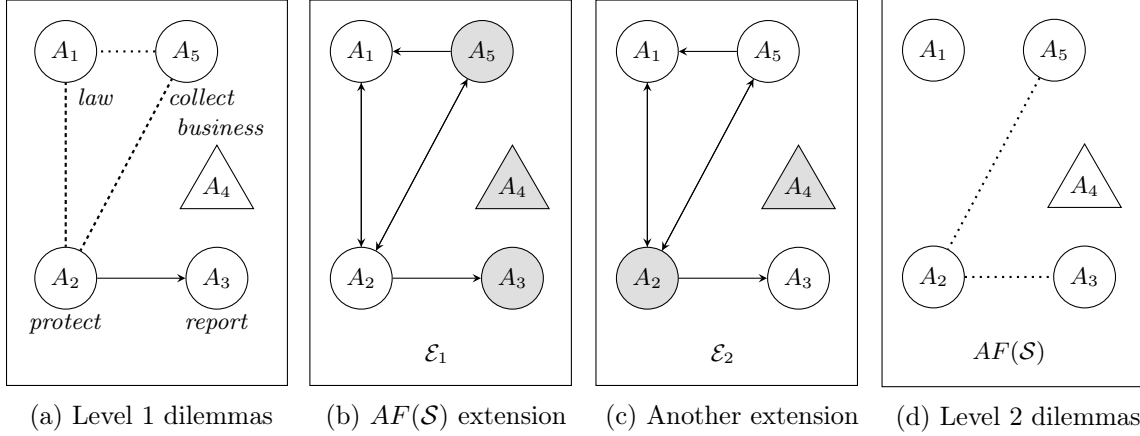 A₁ A₅
law collect
business
A₄
A₂ A₃
protect report
(a) Level 1 dilemmas
A₁ A₅
A₄
A₂ A₃
ℰ₁
(b) AF(𝒮) extension
A₁ A₅
A₄
A₂ A₃
ℰ₂
(c) Another extension
A₁ A₅
A₄
A₂ A₃
AF(𝒮)
(d) Level 2 dilemmas